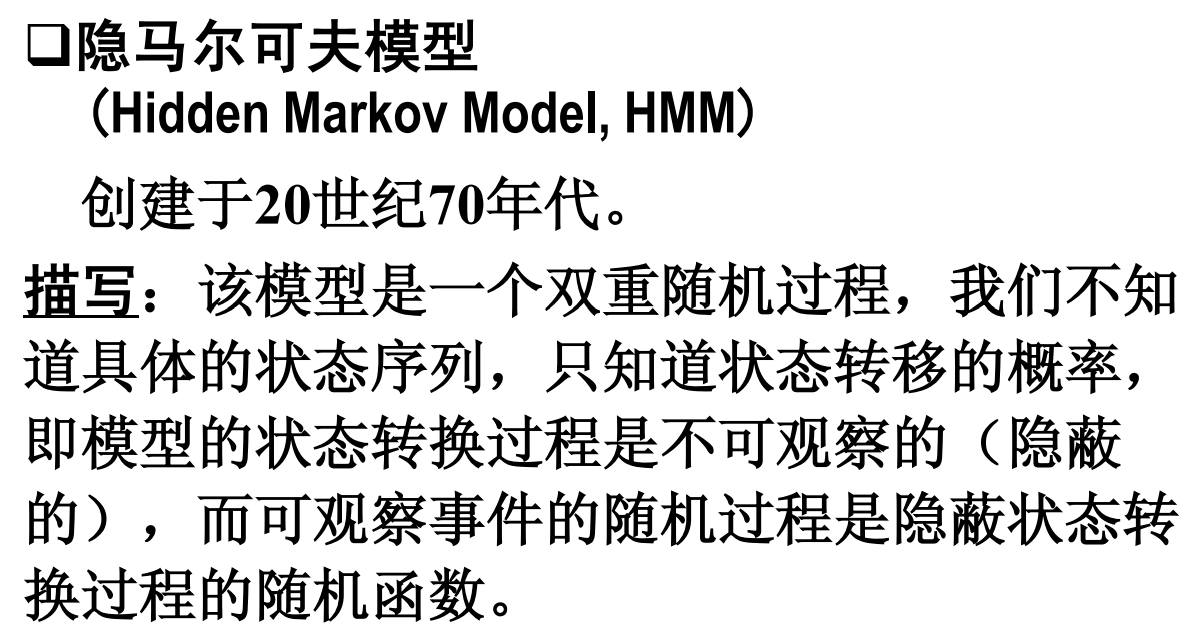 ❑隐马尔可夫模型
(Hidden Markov Model, HMM)
创建于20世纪70年代。
描写：该模型是一个双重随机过程，我们不知
道具体的状态序列，只知道状态转移的概率，
即模型的状态转换过程是不可观察的（隐蔽
的），而可观察事件的随机过程是隐蔽状态转
换过程的随机函数。